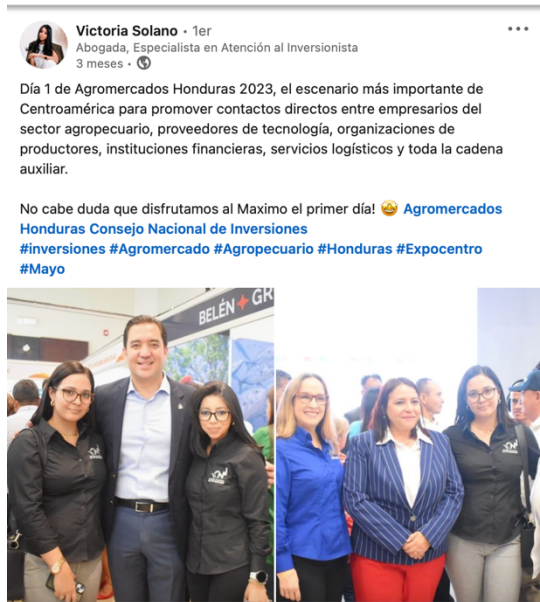 Victoria Solano • 1er
Abogada, Especialista en Atención al Inversionista
3 meses •
Día 1 de Agromercados Honduras 2023, el escenario más importante de
Centroamérica para promover contactos directos entre empresarios del
sector agropecuario, proveedores de tecnología, organizaciones de
productores, instituciones financieras, servicios logísticos y toda la cadena
auxiliar.
No cabe duda que disfrutamos al Maximo el primer día! 🤩 Agromercados
Honduras Consejo Nacional de Inversiones
#inversiones #Agromercado #Agropecuario #Honduras #Expocentro
#Mayo
BELÉN + GR